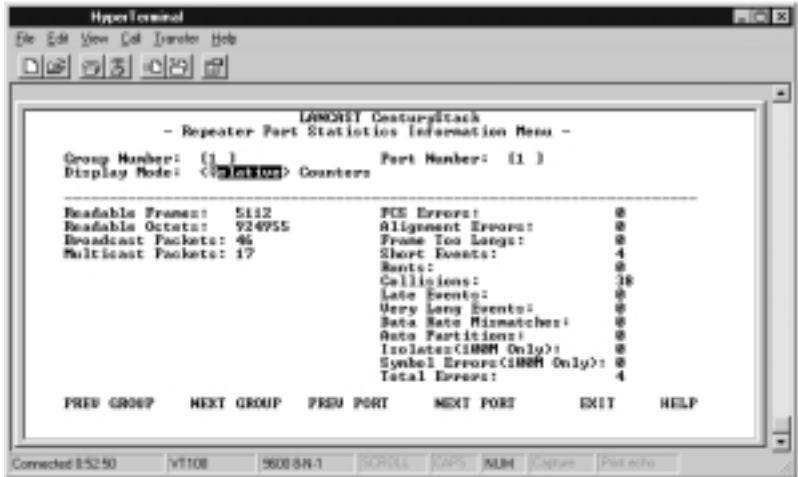 HyperTerminal
File Edit View Call Transfer Help
LANCAST CenturyStack
- Repeater Port Statistics Information Menu -
Group Number: [1 ] Port Number: [1 ]
Display Mode: <Relative> Counters
Readable Frames: 5112 FCS Errors: 0
Readable Octets: 924955 Alignment Errors: 0
Broadcast Packets: 46 Frame Too Longs: 0
Multicast Packets: 17 Short Events: 4
Runts: 0
Collisions: 38
Late Events: 0
Very Long Events: 0
Data Rate Mismatches: 0
Auto Partitions: 0
Isolates(100M Only): 0
Symbol Errors(100M Only): 0
Total Errors: 4
PREV GROUP NEXT GROUP PREV PORT NEXT PORT EXIT HELP
Connected 0:52:50 VT100 9600 8-N-1 SCROLL CAPS NUM Capture Print echo